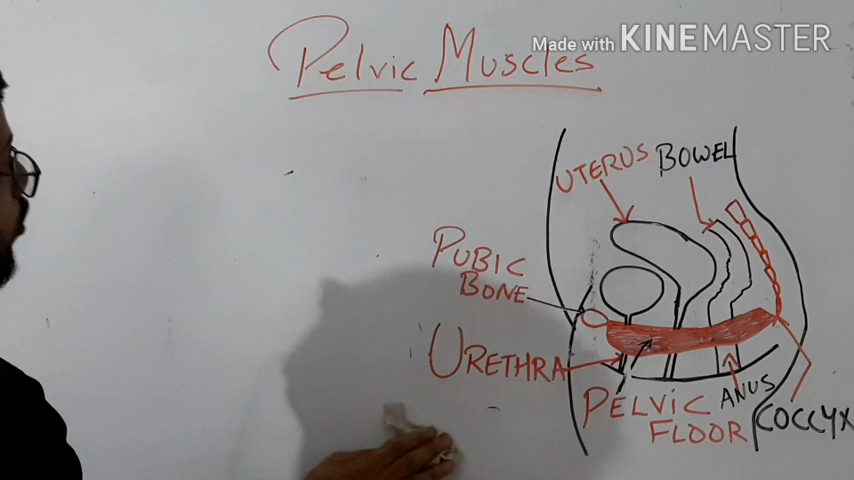 Made with KINEMASTER
Pelvic Muscles
UTERUS
BOWEL
PUBIC
BONE
URETHRA
PELVIC
FLOOR
ANUS
COCCYX